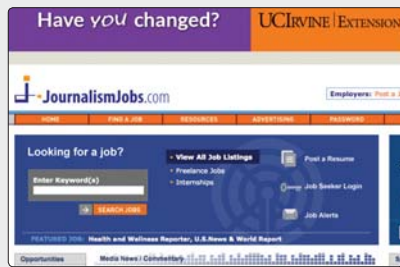 Have you changed?
UCIRVINE | EXTENSION
J-JournalismJobs.com
Employers: Post a J
HOME FIND A JOB RESOURCES ADVERTISING PASSWORD
Looking for a job?
Enter Keyword(s)
SEARCH JOBS
• View All Job Listings
• Freelance Jobs
• Internships
Post a Resume
Job Seeker Login
Job Alerts
FEATURED JOB: Health and Wellness Reporter, U.S.News & World Report
Opportunities
Media News / Commentary